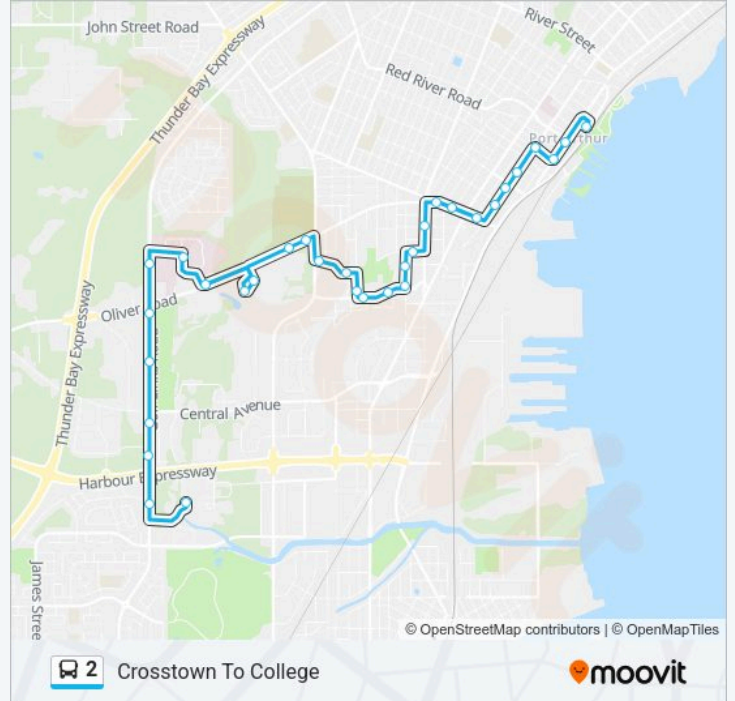 River Street
John Street Road
Thunder Bay Expressway
Red River Road
Port Arthur
Oliver Road
Thunder Bay Expressway
Central Avenue
Harbour Expressway
James Stree
© OpenStreetMap contributors | © OpenMapTiles
2 Crosstown To College
moovit